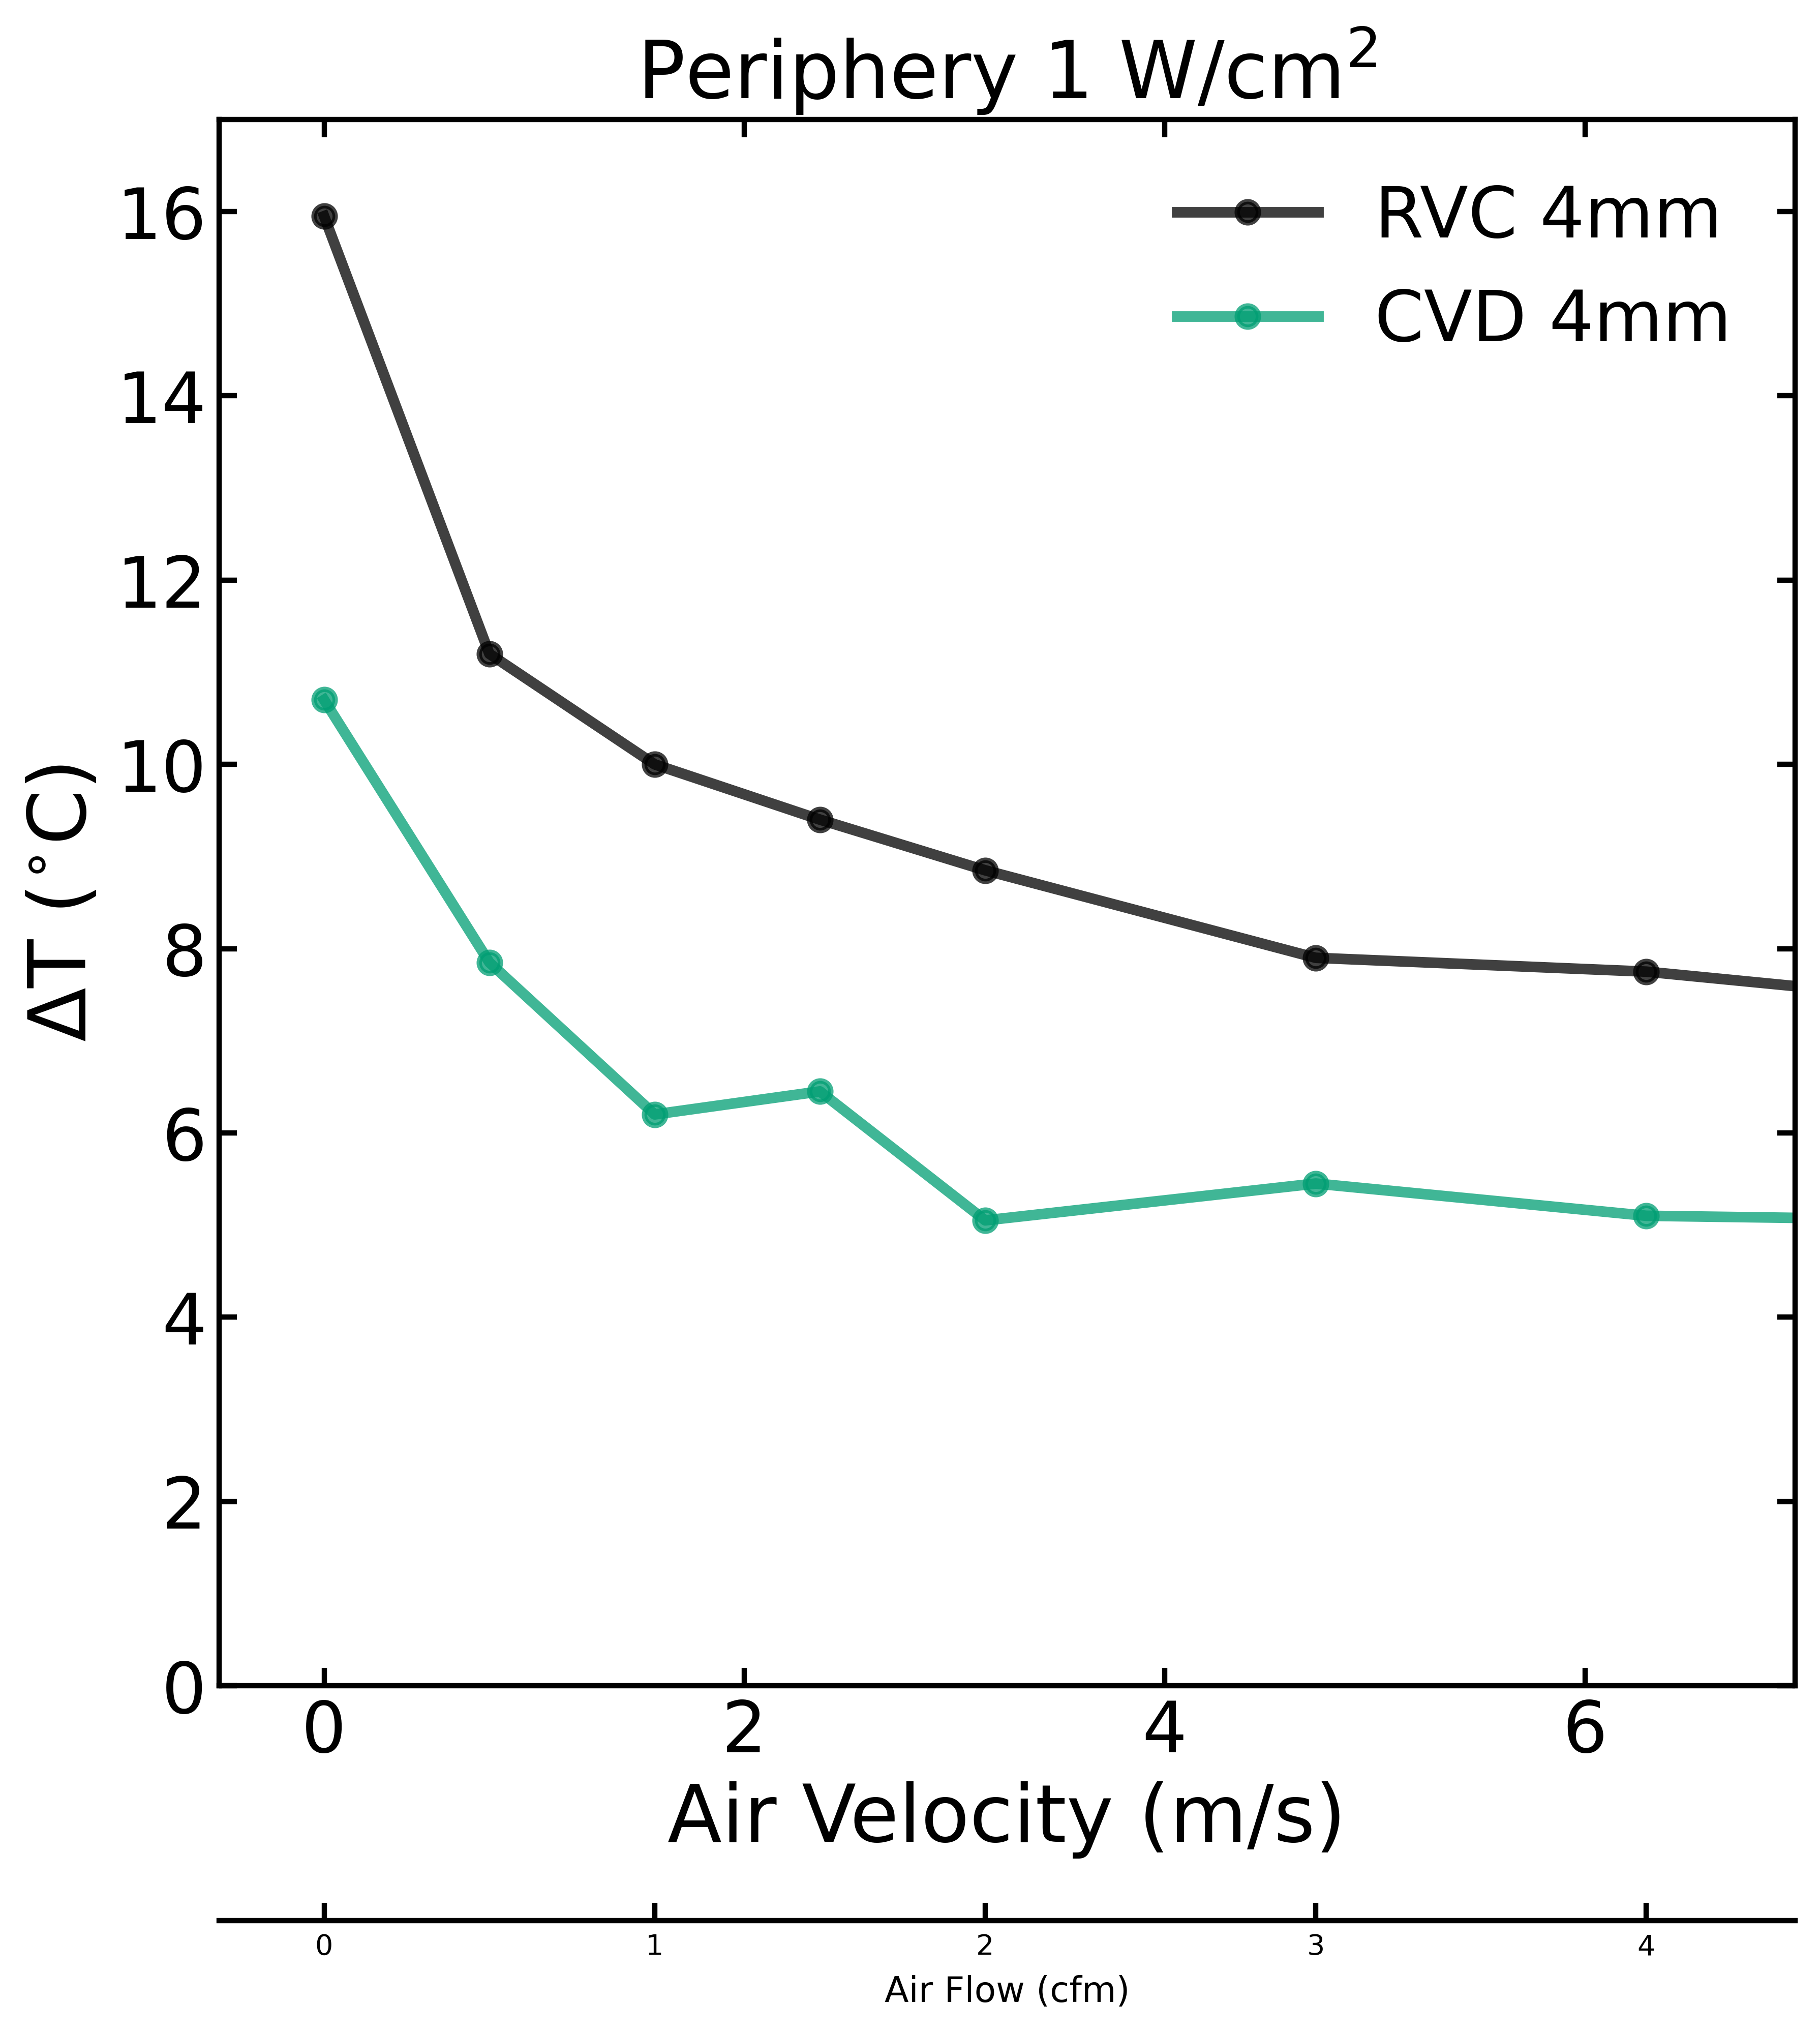 Periphery 1 W/cm²
RVC 4mm
CVD 4mm
ΔT (°C)
16
14
12
10
8
6
4
2
0
0 2 4 6
Air Velocity (m/s)
0 1 2 3 4
Air Flow (cfm)